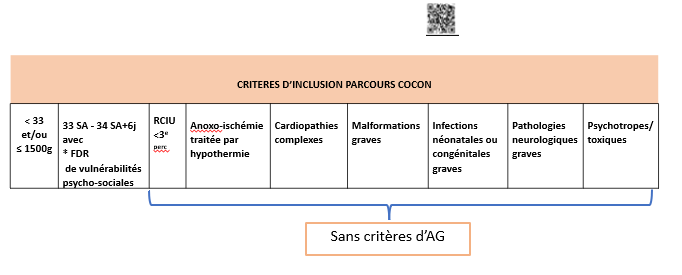 CRITERES D’INCLUSION PARCOURS COCON
< 33
et/ou
≤ 1500g
33 SA - 34 SA+6j
avec
* FDR
de vulnérabilités
psycho-sociales
RCIU
<3e
perc
Anoxo-ischémie
traitée par
hypothermie
Cardiopathies
complexes
Malformations
graves
Infections
néonatales ou
congénitales
graves
Pathologies
neurologiques
graves
Psychotropes/
toxiques
Sans critères d’AG